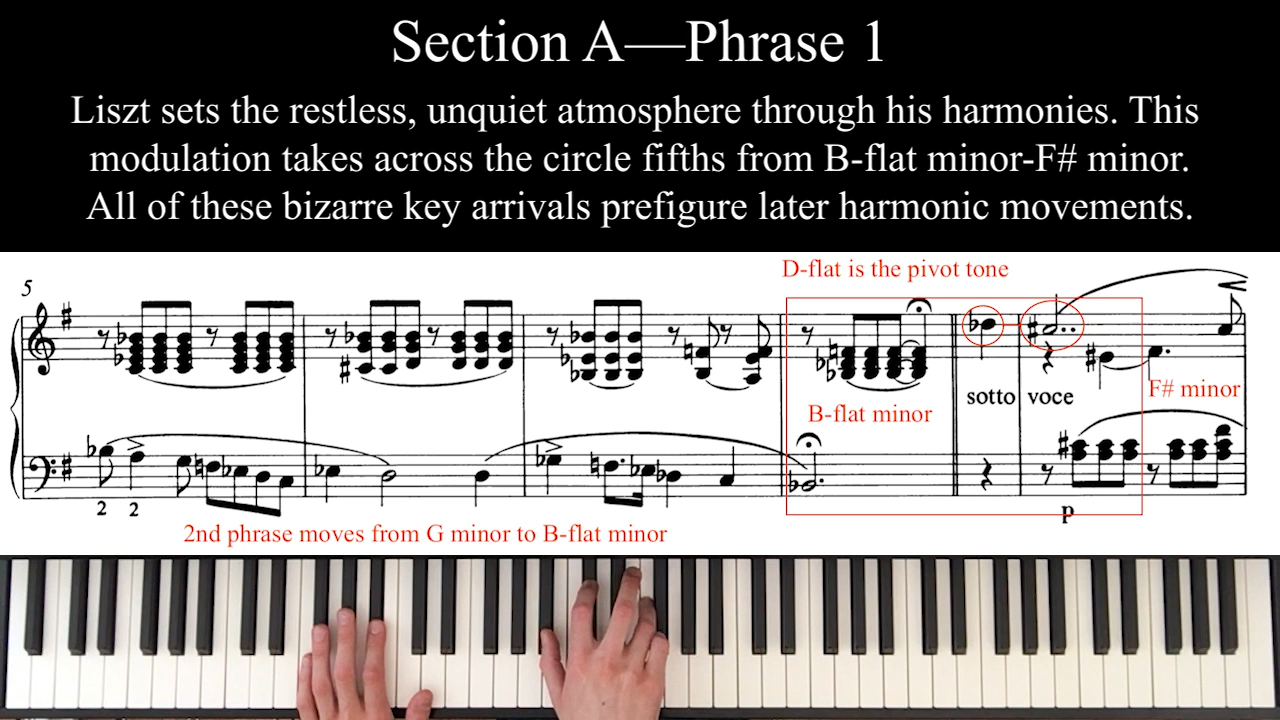 Section A—Phrase 1
Liszt sets the restless, unquiet atmosphere through his harmonies. This
modulation takes across the circle fifths from B-flat minor-F# minor.
All of these bizarre key arrivals prefigure later harmonic movements.
D-flat is the pivot tone
5
sotto voce
F# minor
B-flat minor
2 2
p
2nd phrase moves from G minor to B-flat minor